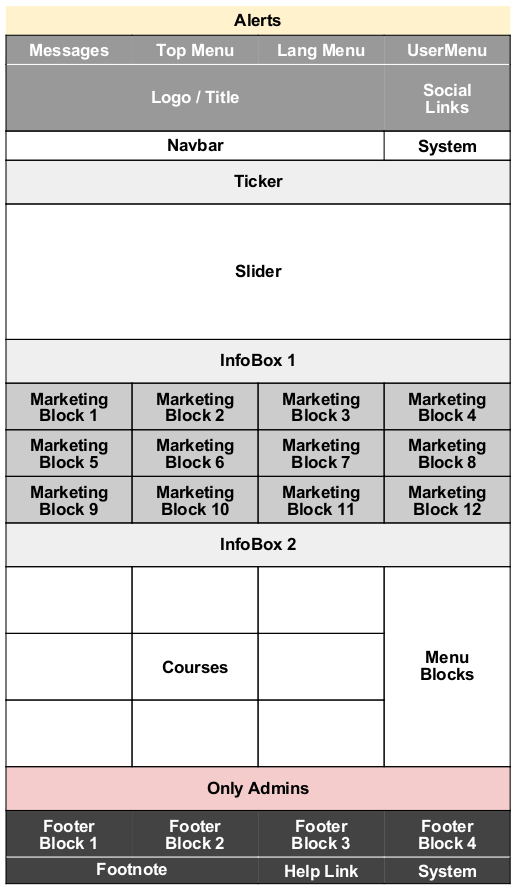 Alerts
Messages Top Menu Lang Menu UserMenu
Logo / Title
Social
Links
Navbar System
Ticker
Slider
InfoBox 1
Marketing
Block 1
Marketing
Block 2
Marketing
Block 3
Marketing
Block 4
Marketing
Block 5
Marketing
Block 6
Marketing
Block 7
Marketing
Block 8
Marketing
Block 9
Marketing
Block 10
Marketing
Block 11
Marketing
Block 12
InfoBox 2
Courses
Menu
Blocks
Only Admins
Footer
Block 1
Footer
Block 2
Footer
Block 3
Footer
Block 4
Footnote Help Link System